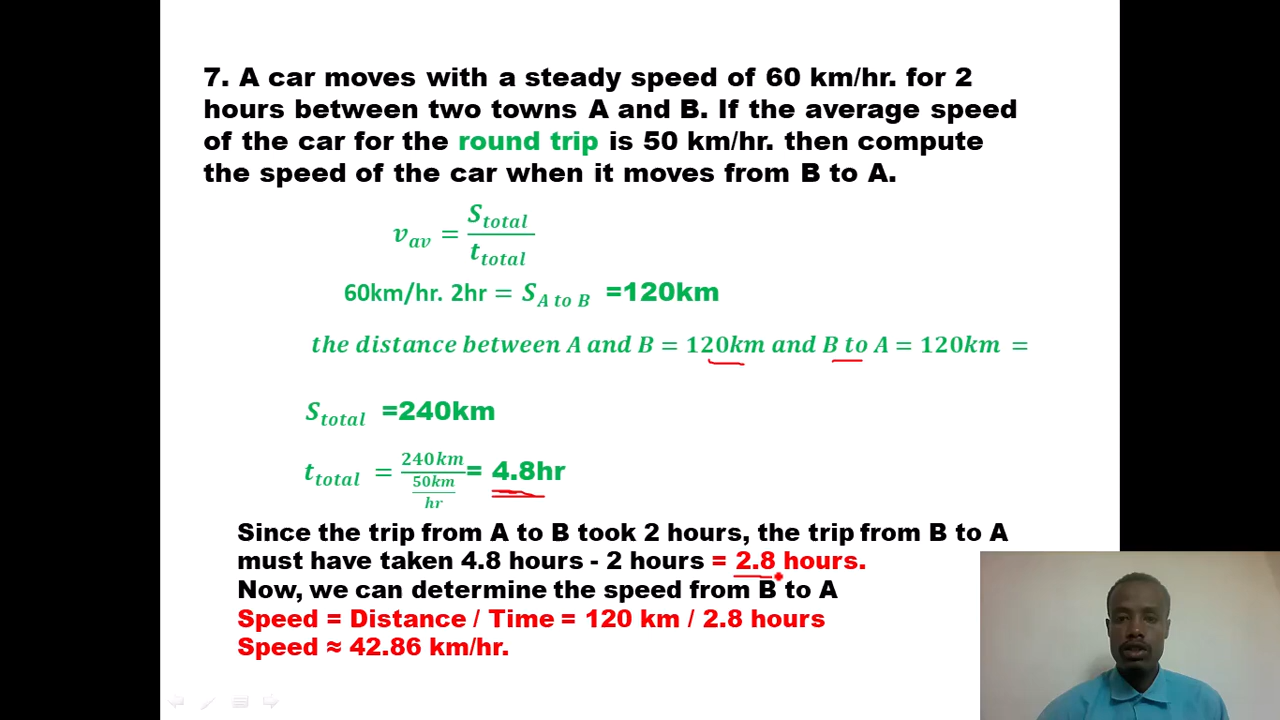 7. A car moves with a steady speed of 60 km/hr. for 2
hours between two towns A and B. If the average speed
of the car for the round trip is 50 km/hr. then compute
the speed of the car when it moves from B to A.
v_av = S_total / t_total
60km/hr. 2hr = S_A to B =120km
the distance between A and B = 120km and B to A = 120km =
S_total =240km
t_total = 240km / (50km/hr) = 4.8hr
Since the trip from A to B took 2 hours, the trip from B to A
must have taken 4.8 hours - 2 hours = 2.8 hours.
Now, we can determine the speed from B to A
Speed = Distance / Time = 120 km / 2.8 hours
Speed ≈ 42.86 km/hr.